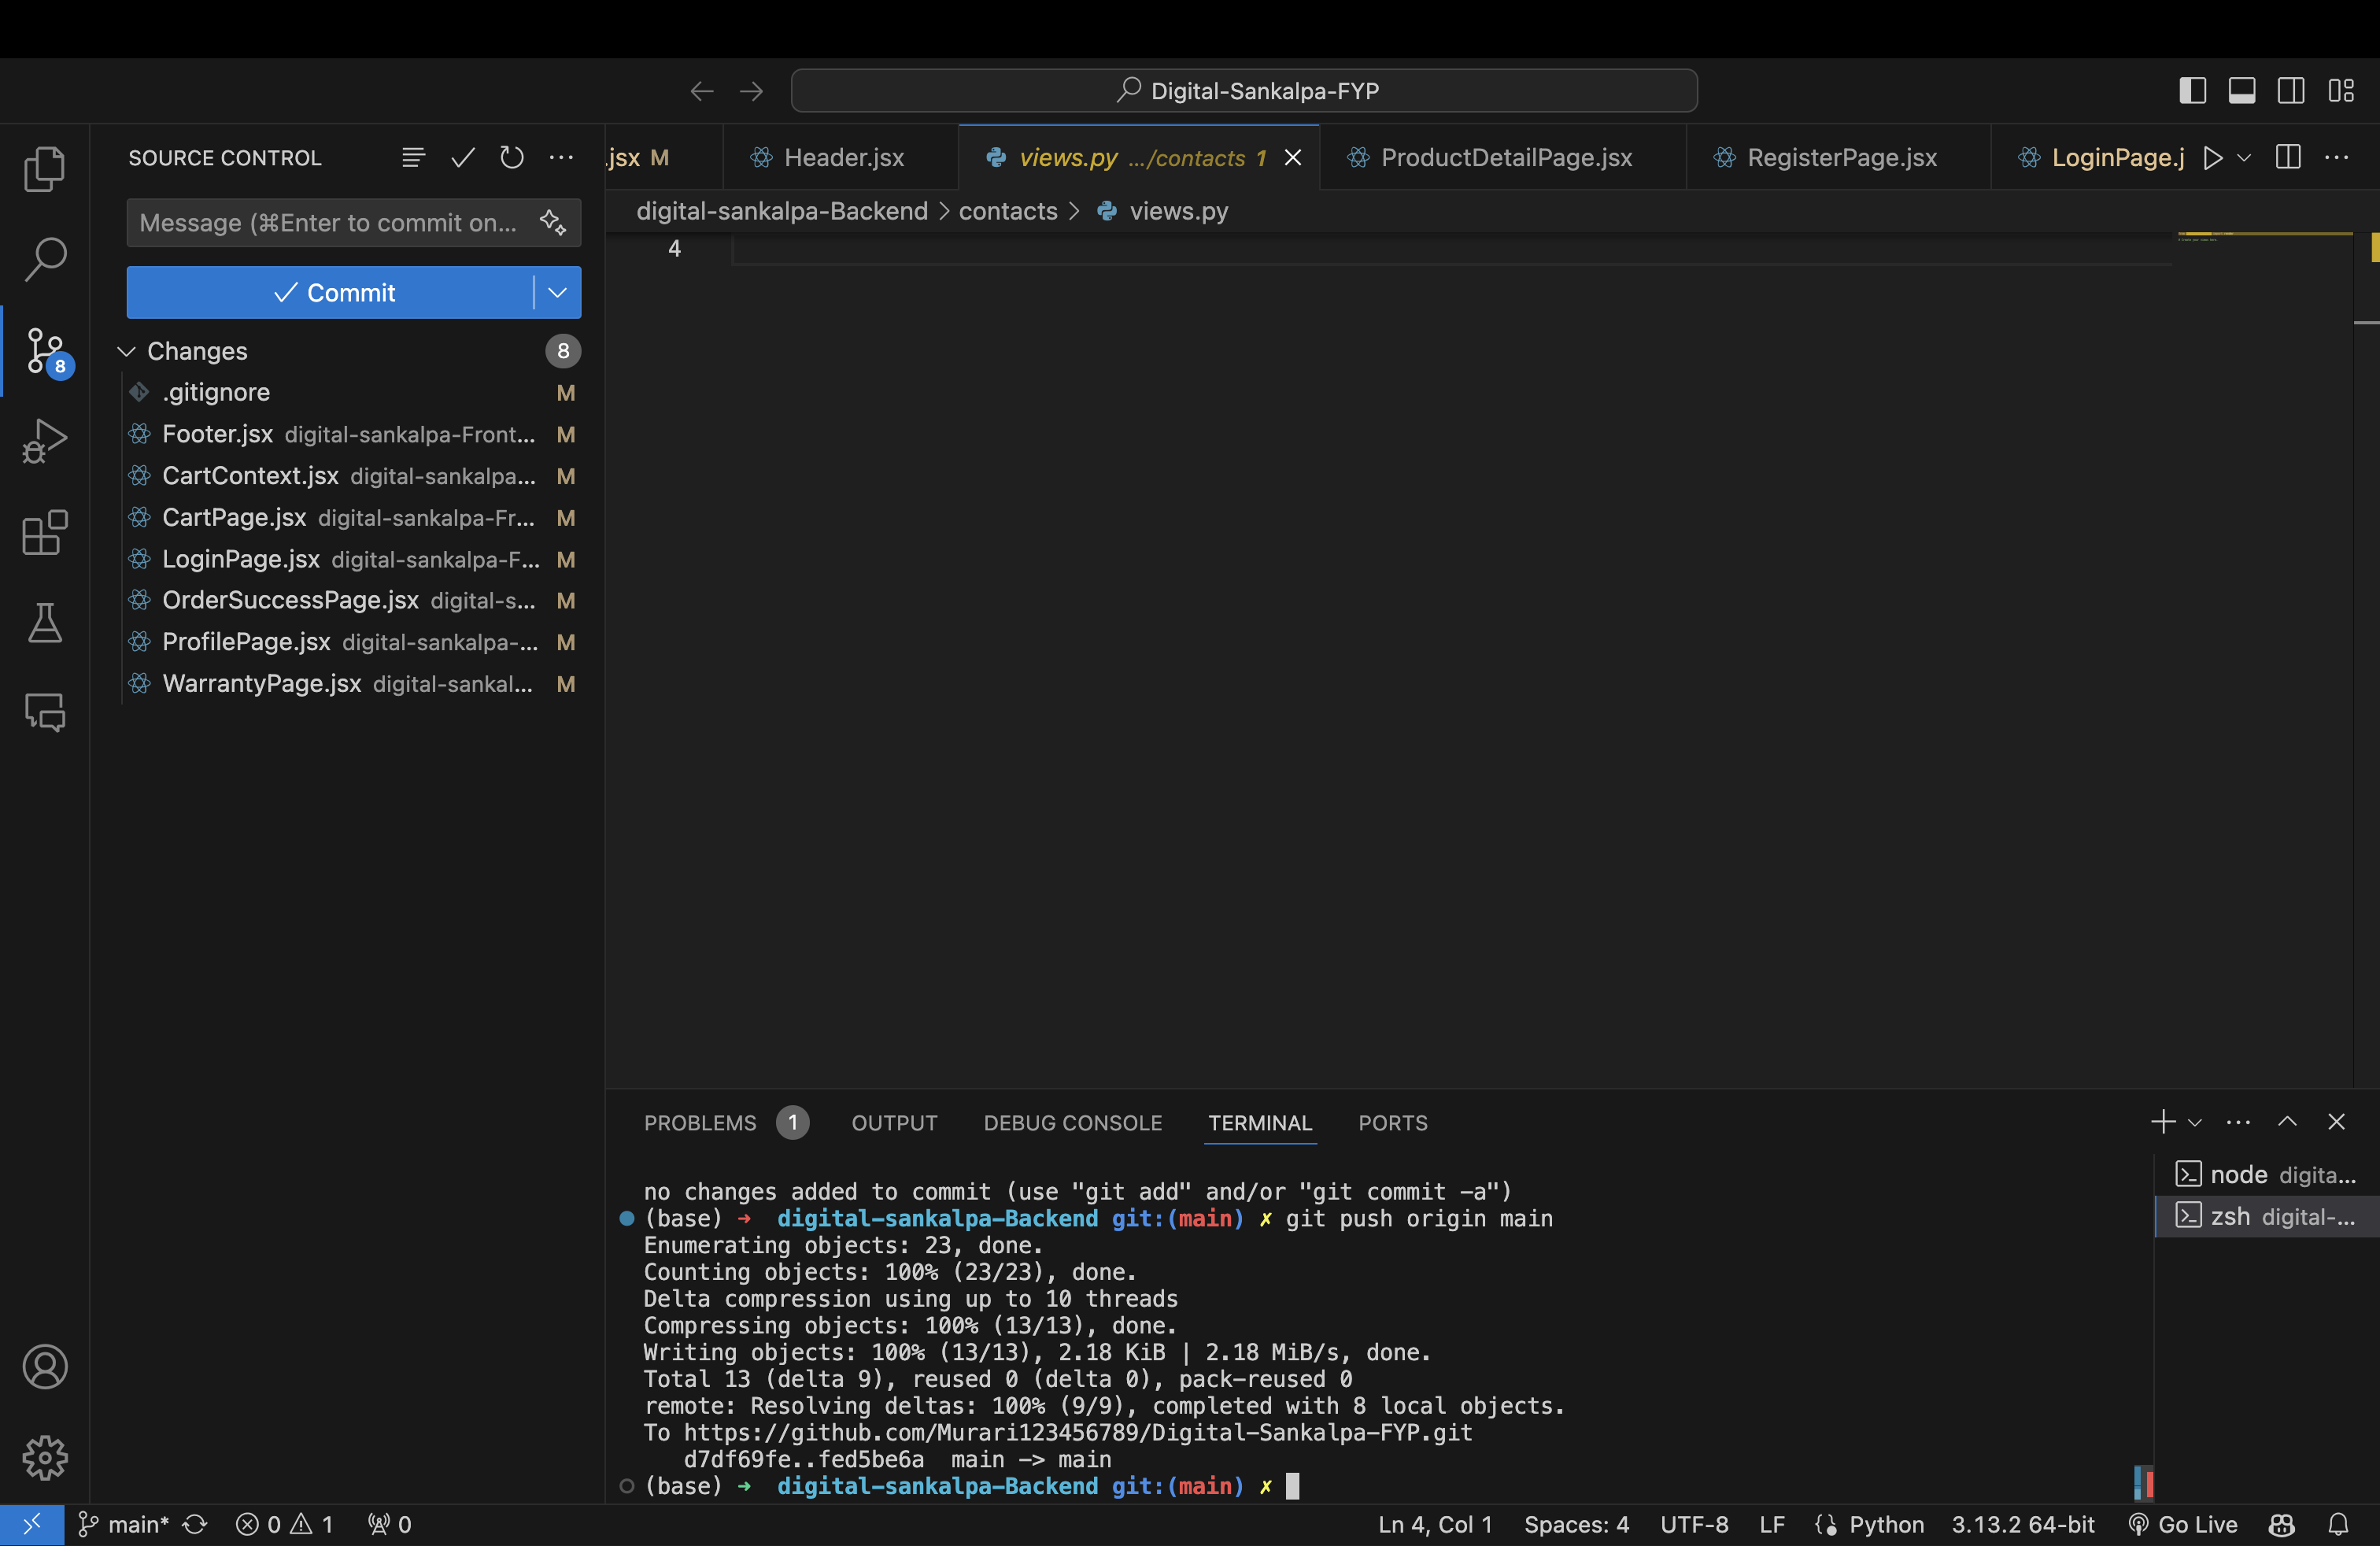 Digital-Sankalpa-FYP
SOURCE CONTROL
.jsx M
Header.jsx
views.py .../contacts 1
ProductDetailPage.jsx
RegisterPage.jsx
LoginPage.j
Message (⌘Enter to commit on...
digital-sankalpa-Backend > contacts > views.py
4
Commit
Changes 8
8
.gitignore M
Footer.jsx digital-sankalpa-Front... M
CartContext.jsx digital-sankalpa... M
CartPage.jsx digital-sankalpa-Fr... M
LoginPage.jsx digital-sankalpa-F... M
OrderSuccessPage.jsx digital-s... M
ProfilePage.jsx digital-sankalpa-... M
WarrantyPage.jsx digital-sankal... M
PROBLEMS 1 OUTPUT DEBUG CONSOLE TERMINAL PORTS
no changes added to commit (use "git add" and/or "git commit -a")
(base) ➜ digital-sankalpa-Backend git:(main) ✗ git push origin main
Enumerating objects: 23, done.
Counting objects: 100% (23/23), done.
Delta compression using up to 10 threads
Compressing objects: 100% (13/13), done.
Writing objects: 100% (13/13), 2.18 KiB | 2.18 MiB/s, done.
Total 13 (delta 9), reused 0 (delta 0), pack-reused 0
remote: Resolving deltas: 100% (9/9), completed with 8 local objects.
To https://github.com/Murari123456789/Digital-Sankalpa-FYP.git
d7df69fe..fed5be6a main -> main
(base) ➜ digital-sankalpa-Backend git:(main) ✗
node digita...
zsh digital-...
main* 0 1 0
Ln 4, Col 1 Spaces: 4 UTF-8 LF Python 3.13.2 64-bit Go Live